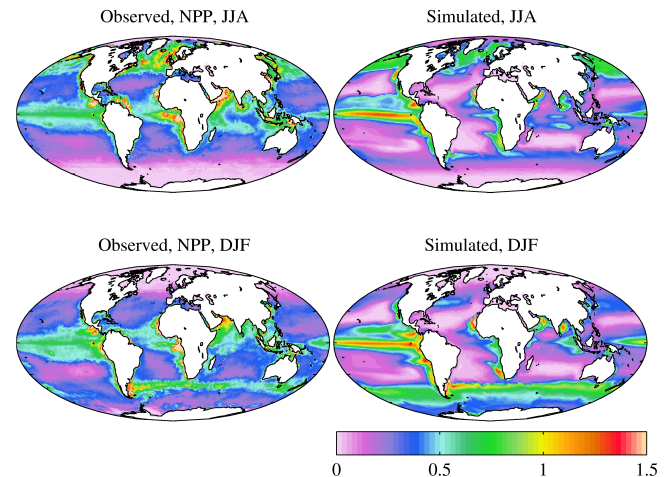 Observed, NPP, JJA
Simulated, JJA
Observed, NPP, DJF
Simulated, DJF
0
0.5
1
1.5